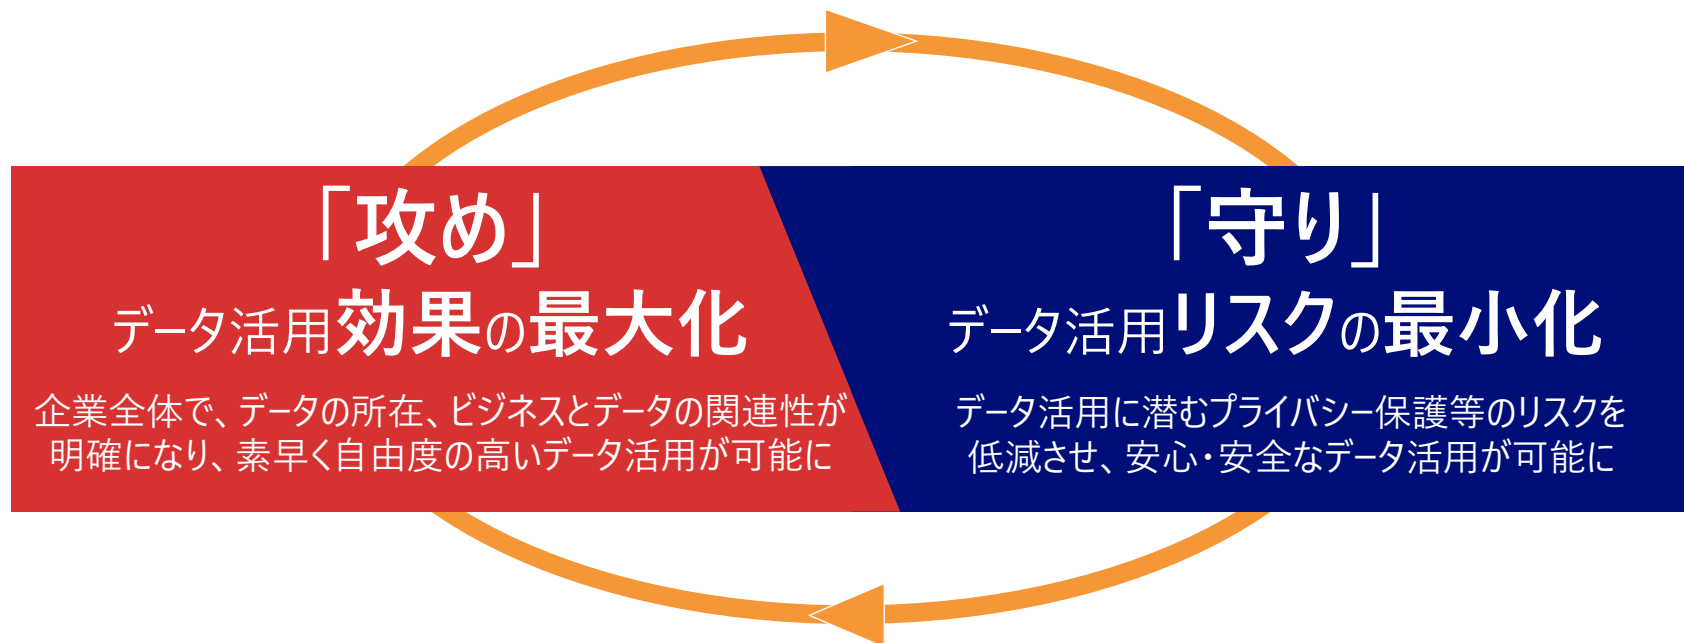 「攻め」
データ活用効果の最大化
企業全体で、データの所在、ビジネスとデータの関連性が
明確になり、素早く自由度の高いデータ活用が可能に
「守り」
データ活用リスクの最小化
データ活用に潜むプライバシー保護等のリスクを
低減させ、安心・安全なデータ活用が可能に